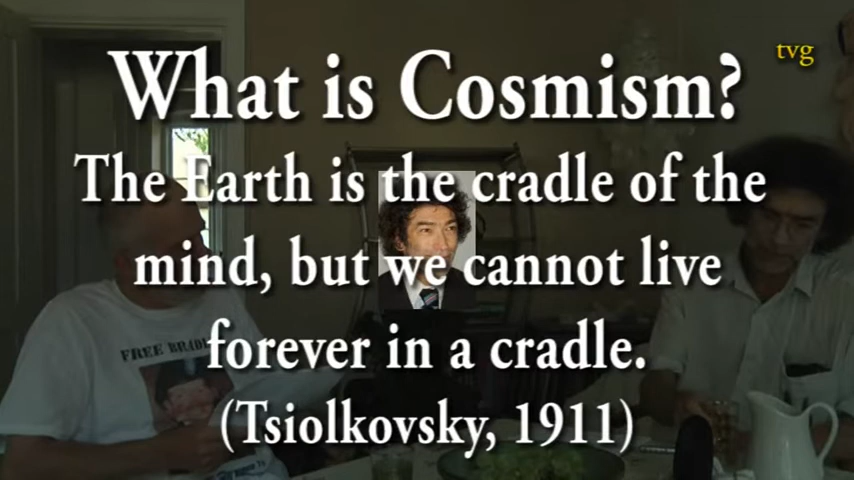 What is Cosmism?
tvg
The Earth is the cradle of the
mind, but we cannot live
forever in a cradle.
(Tsiolkovsky, 1911)
FREE